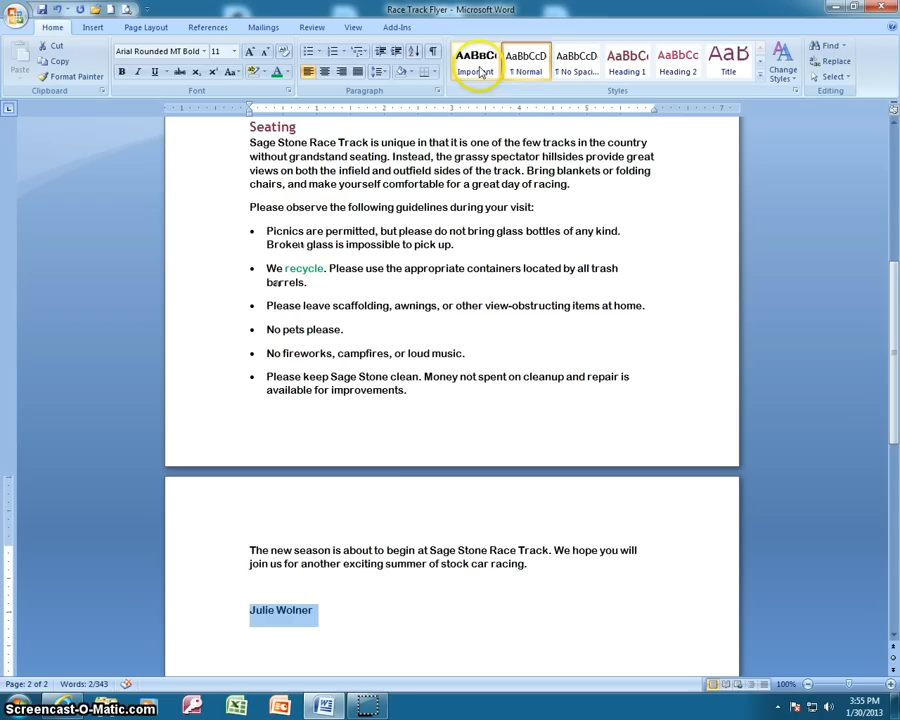 Race Track Flyer - Microsoft Word
Home Insert Page Layout References Mailings Review View Add-Ins
Paste Cut Copy Format Painter Clipboard
Arial Rounded MT Bold 11 Font
Paragraph
AaBbCc AaBbCcD AaBbCcD AaBbCc AaBbCc AaB
Important ¶ Normal ¶ No Spaci... Heading 1 Heading 2 Title
Change Styles Styles
Find Replace Select Editing
1 1 2 3 4 5 6 7
Seating
Sage Stone Race Track is unique in that it is one of the few tracks in the country
without grandstand seating. Instead, the grassy spectator hillsides provide great
views on both the infield and outfield sides of the track. Bring blankets or folding
chairs, and make yourself comfortable for a great day of racing.
Please observe the following guidelines during your visit:
• Picnics are permitted, but please do not bring glass bottles of any kind.
Broken glass is impossible to pick up.
• We recycle. Please use the appropriate containers located by all trash
barrels.
• Please leave scaffolding, awnings, or other view-obstructing items at home.
• No pets please.
• No fireworks, campfires, or loud music.
• Please keep Sage Stone clean. Money not spent on cleanup and repair is
available for improvements.
The new season is about to begin at Sage Stone Race Track. We hope you will
join us for another exciting summer of stock car racing.
Julie Wolner
Page: 2 of 2 Words: 2/343 100%
Screencast-O-Matic.com
3:55 PM
1/30/2013